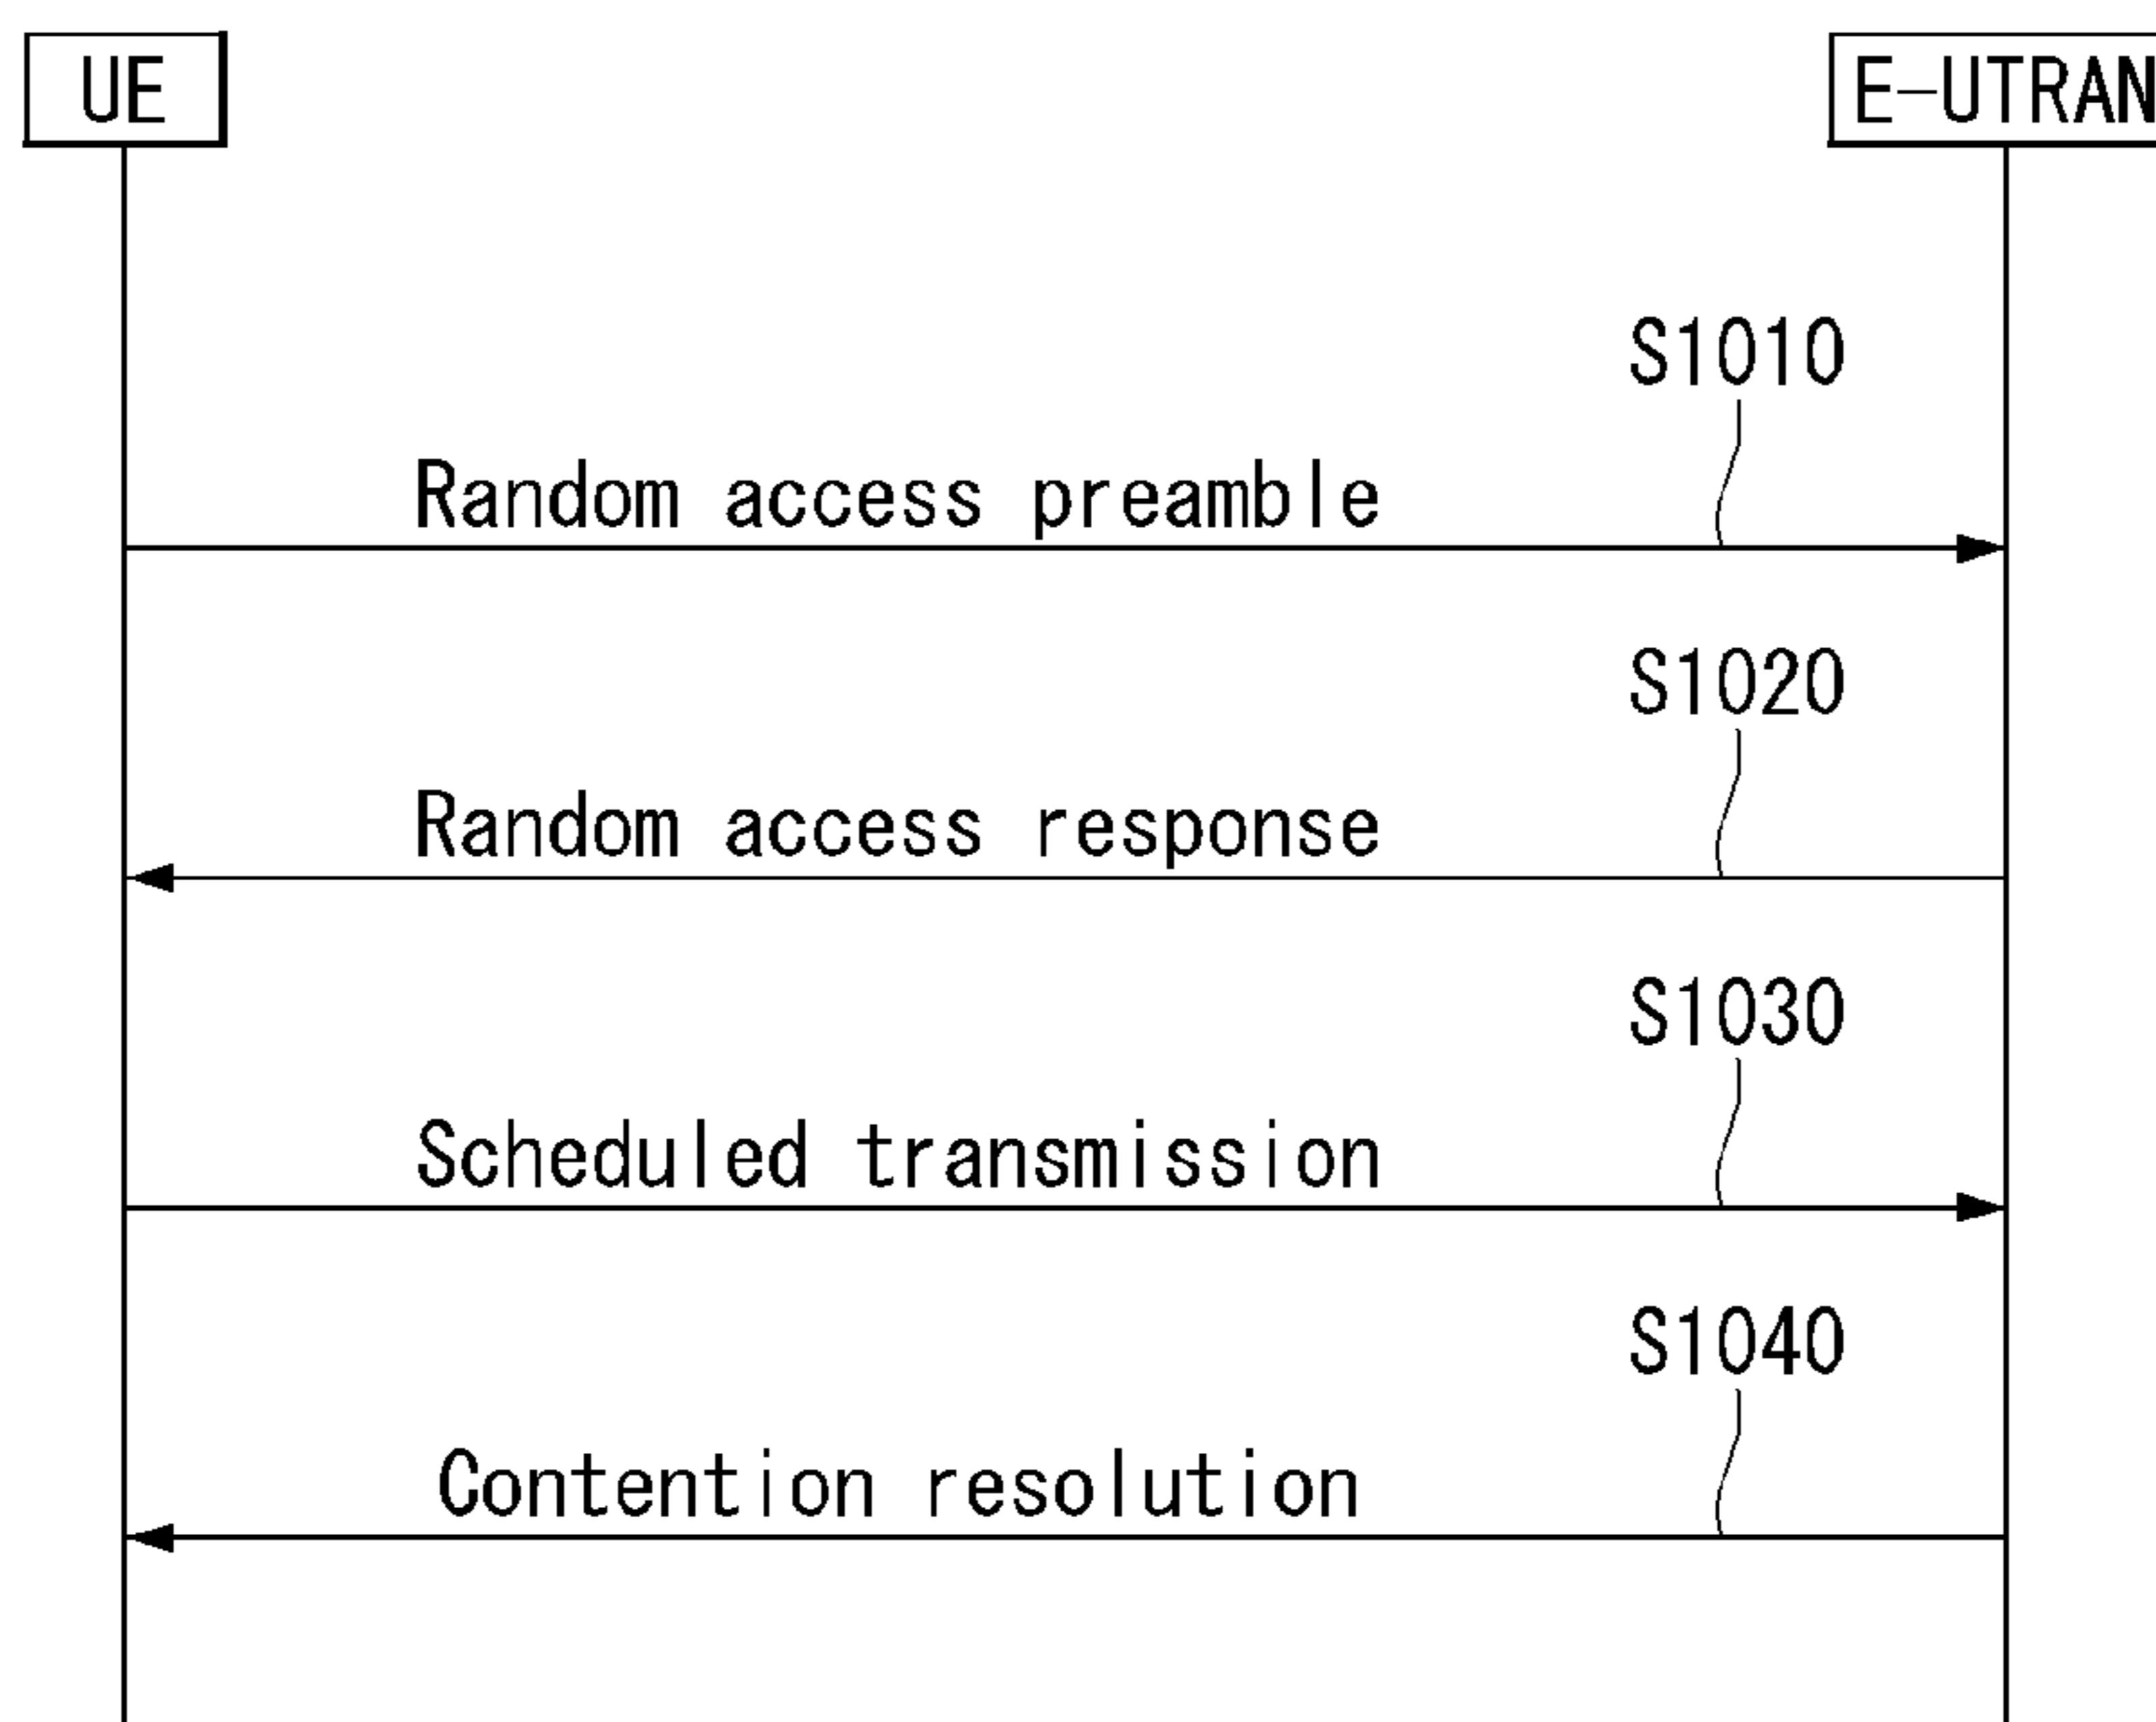 UE
E-UTRAN
S1010
Random access preamble
S1020
Random access response
S1030
Scheduled transmission
S1040
Contention resolution